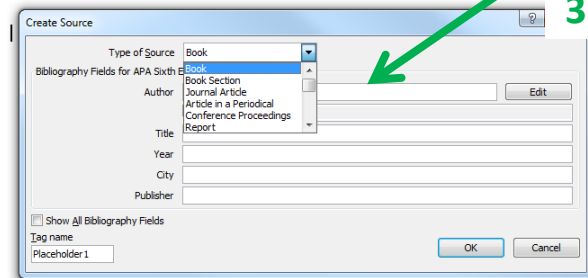 3
Create Source
Type of Source Book
Bibliography Fields for APA Sixth E
Book
Book Section
Journal Article
Article in a Periodical
Conference Proceedings
Report
Author
Edit
Title
Year
City
Publisher
Show All Bibliography Fields
Tag name
Placeholder1
OK Cancel